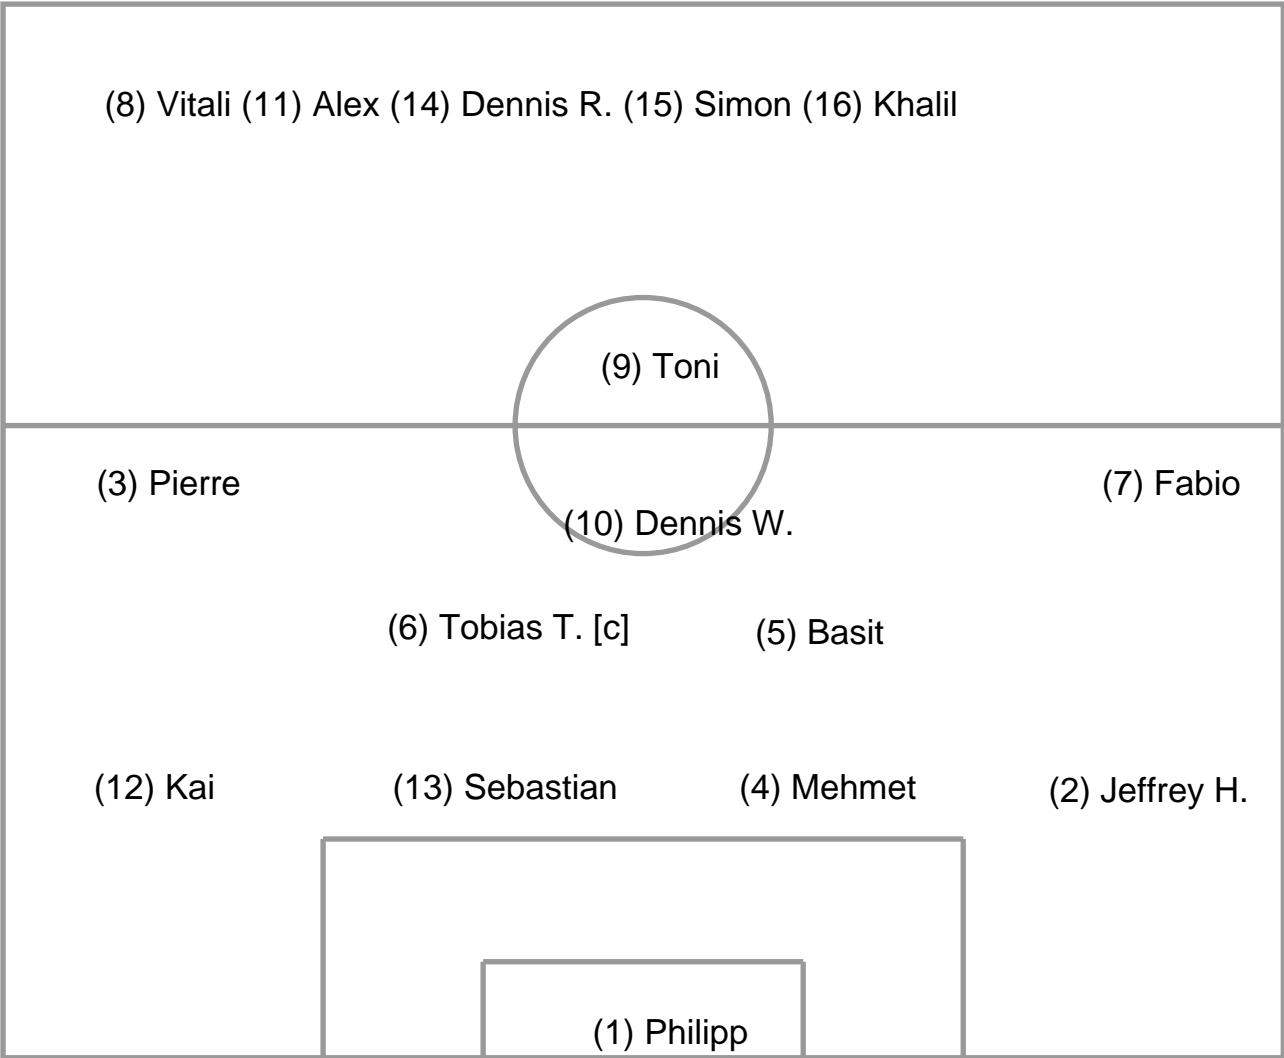 (8) Vitali (11) Alex (14) Dennis R. (15) Simon (16) Khalil
(9) Toni
(3) Pierre
(7) Fabio
(10) Dennis W.
(6) Tobias T. [c]
(5) Basit
(12) Kai
(13) Sebastian
(4) Mehmet
(2) Jeffrey H.
(1) Philipp